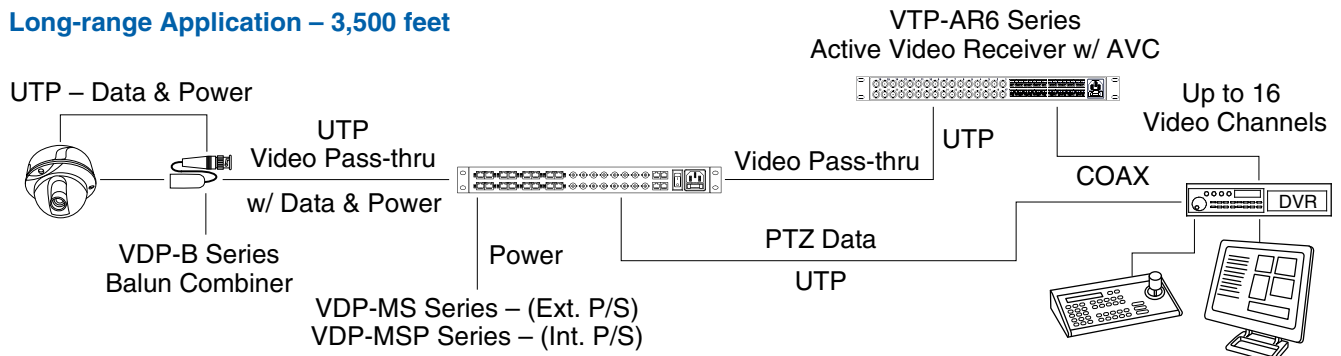 Long-range Application – 3,500 feet
VTP-AR6 Series
Active Video Receiver w/ AVC
UTP – Data & Power
Up to 16
Video Channels
UTP
Video Pass-thru
w/ Data & Power
Video Pass-thru
UTP
COAX
DVR
VDP-B Series
Balun Combiner
Power
PTZ Data
UTP
VDP-MS Series – (Ext. P/S)
VDP-MSP Series – (Int. P/S)